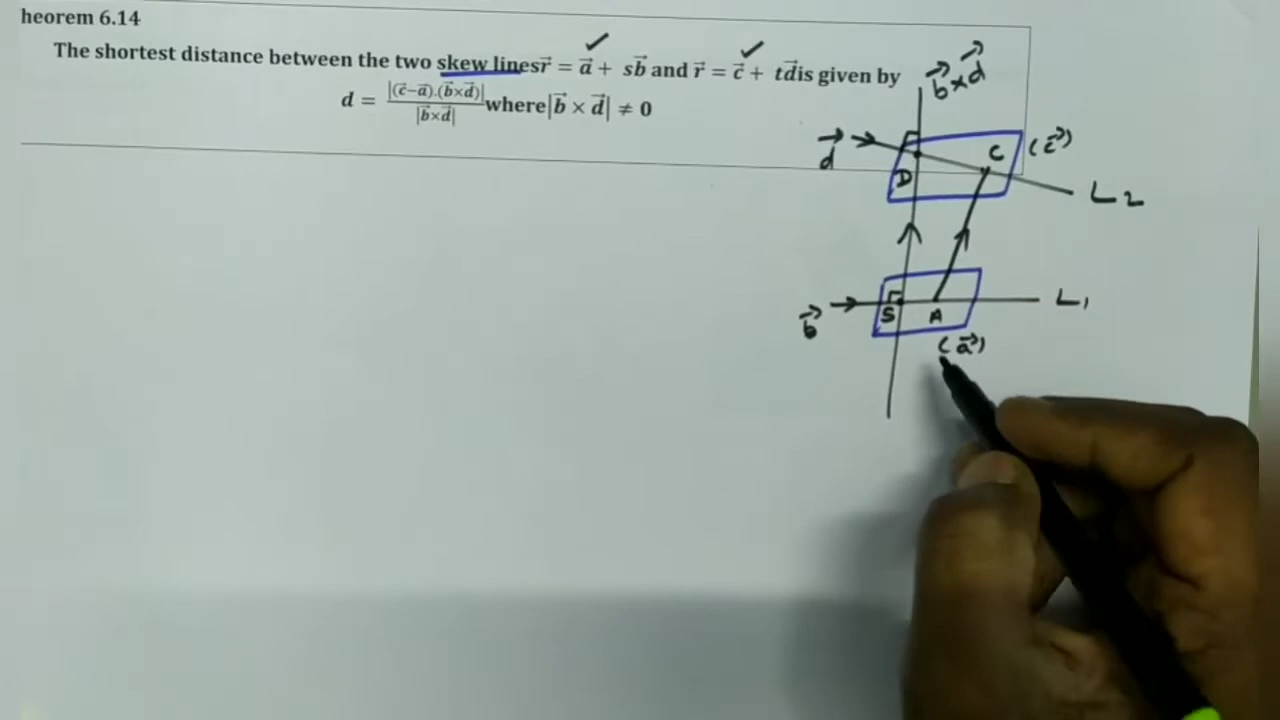 heorem 6.14
The shortest distance between the two skew lines r⃗ = a⃗ + sb⃗ and r⃗ = c⃗ + td⃗ is given by
d = |(c⃗−a⃗).(b⃗×d⃗)| / |b⃗×d⃗| where |b⃗ × d⃗| ≠ 0
b⃗×d⃗
d⃗
C (c⃗)
D
L₂
b⃗
S A
L₁
(a⃗)